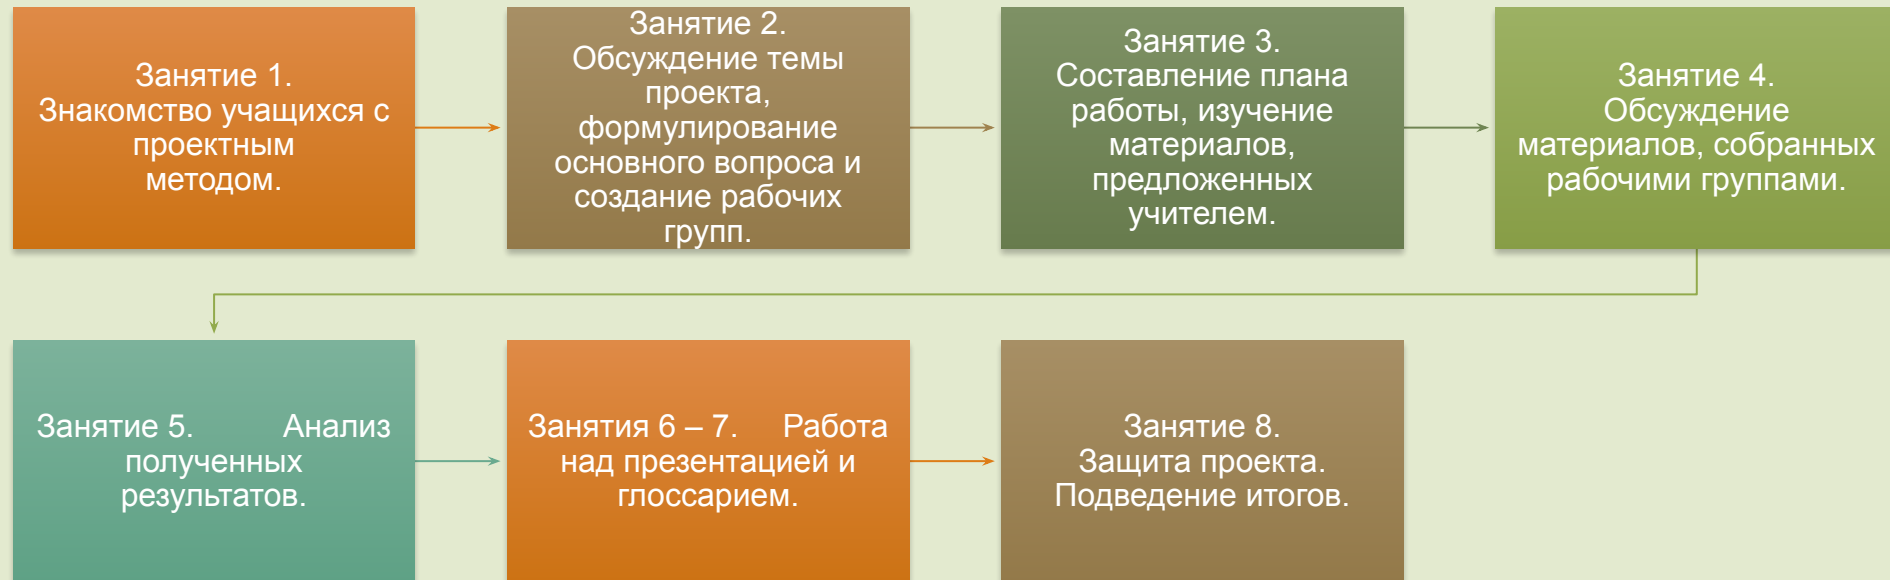 Занятие 1.
Знакомство учащихся с
проектным
методом.
Занятие 2.
Обсуждение темы
проекта,
формулирование
основного вопроса и
создание рабочих
групп.
Занятие 3.
Составление плана
работы, изучение
материалов,
предложенных
учителем.
Занятие 4.
Обсуждение
материалов, собранных
рабочими группами.
Занятие 5. Анализ
полученных
результатов.
Занятия 6 – 7. Работа
над презентацией и
глоссарием.
Занятие 8.
Защита проекта.
Подведение итогов.